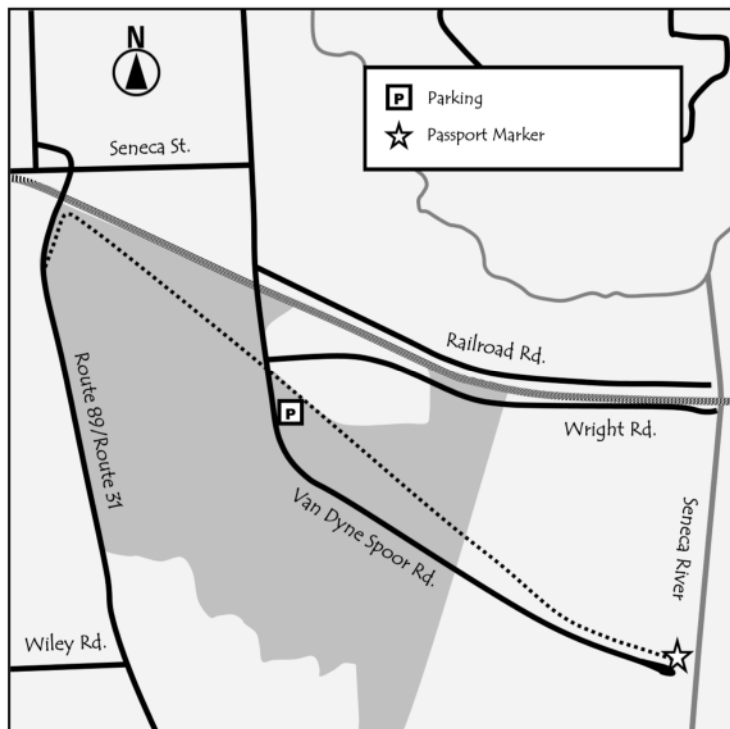 N
P Parking
Passport Marker
Seneca St.
Railroad Rd.
Route 89/Route 31
P
Wright Rd.
Van Dyne Spoor Rd.
Seneca River
Wiley Rd.